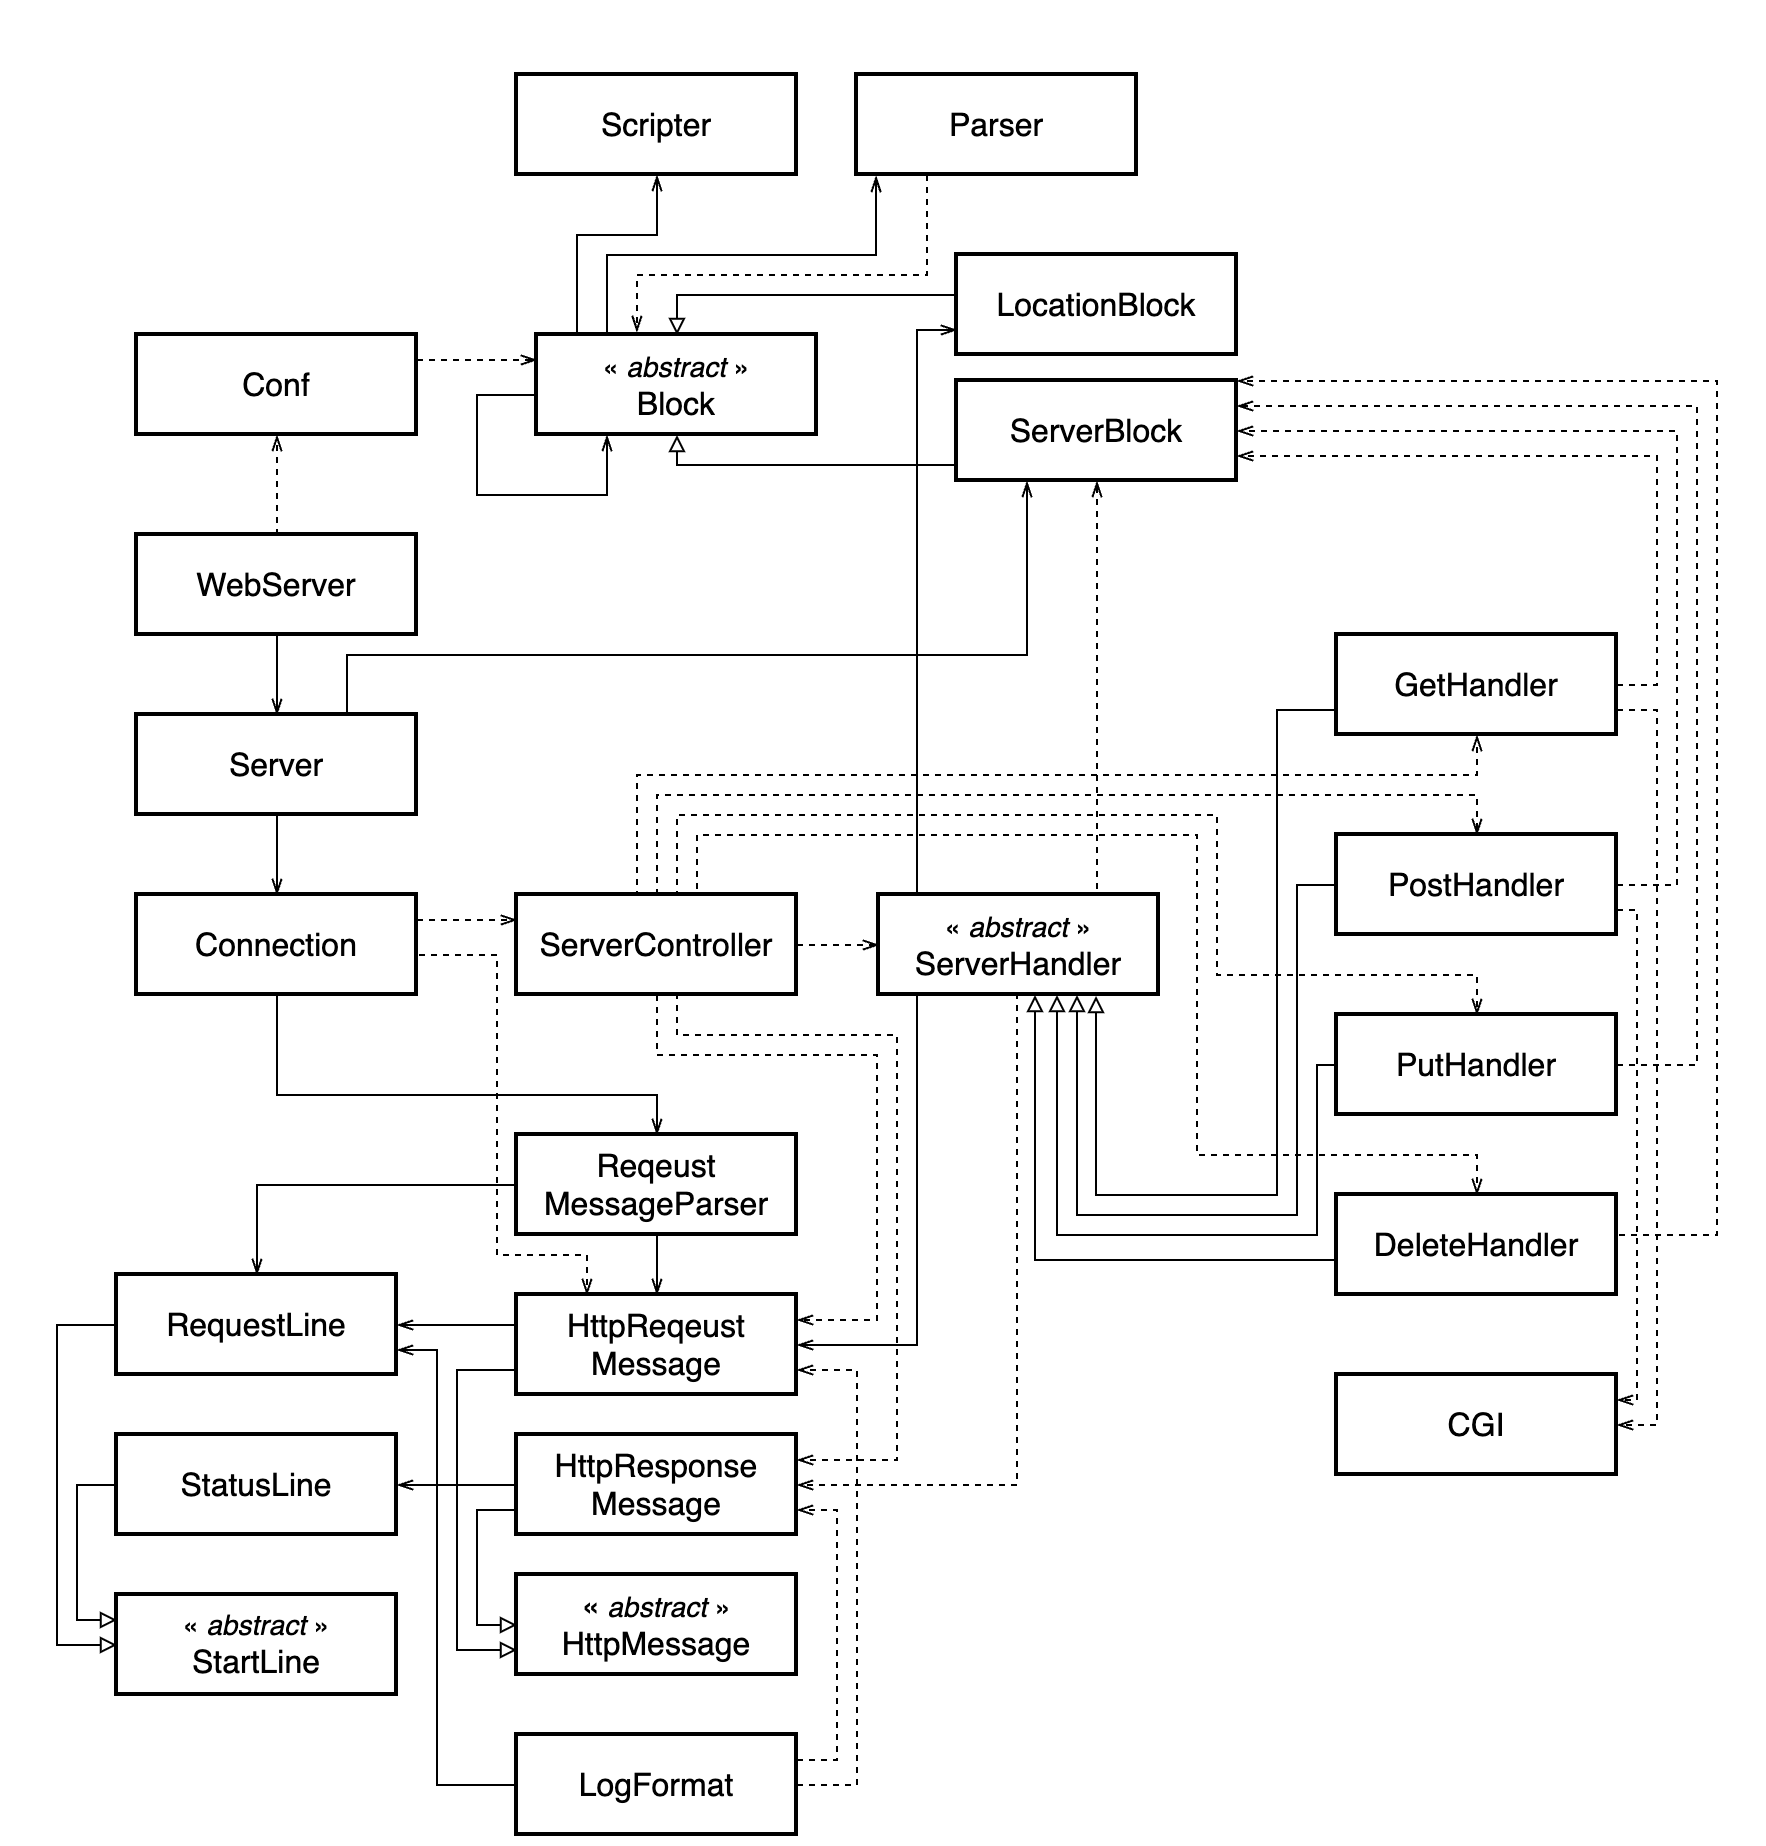 Scripter
Parser
LocationBlock
Conf
« abstract »
Block
ServerBlock
WebServer
GetHandler
Server
PostHandler
Connection
ServerController
« abstract »
ServerHandler
PutHandler
Reqeust
MessageParser
DeleteHandler
RequestLine
HttpReqeust
Message
CGI
StatusLine
HttpResponse
Message
« abstract »
StartLine
« abstract »
HttpMessage
LogFormat